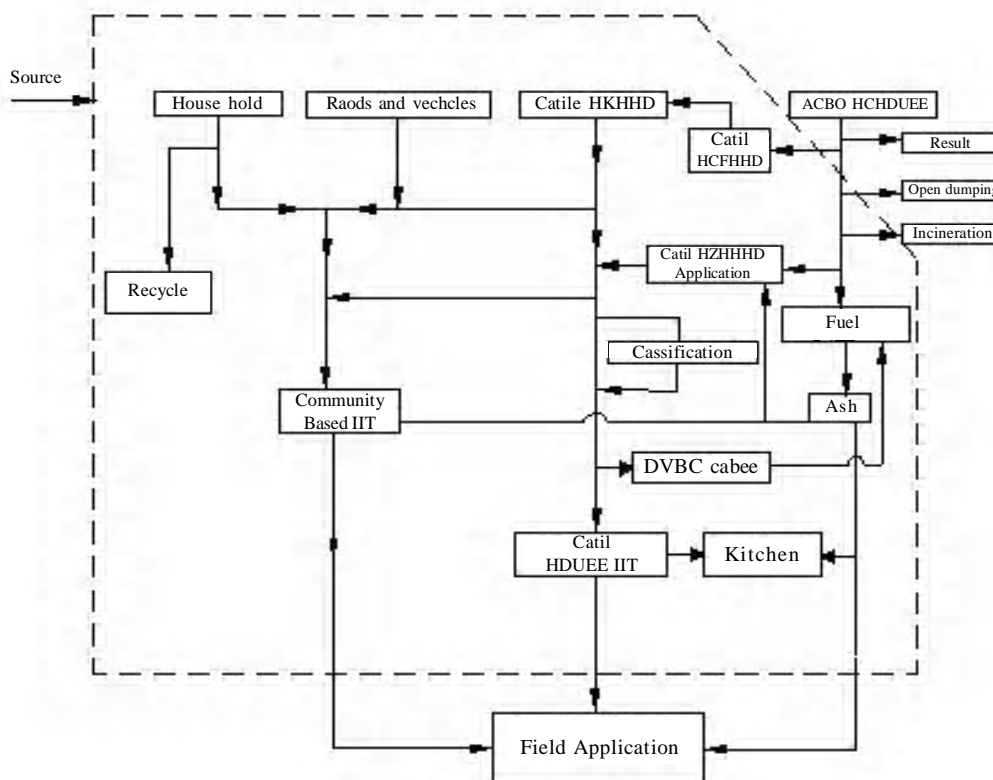 Source
House hold
Raods and vechcles
Catile HKHHD
ACBO HCHDUEE
Result
Catil
HCFHHD
Open dumping
Incineration
Catil HZHHHD
Application
Recycle
Fuel
Cassification
Community
Based IIT
Ash
DVBC cabee
Catil
HDUEE IIT
Kitchen
Field Application